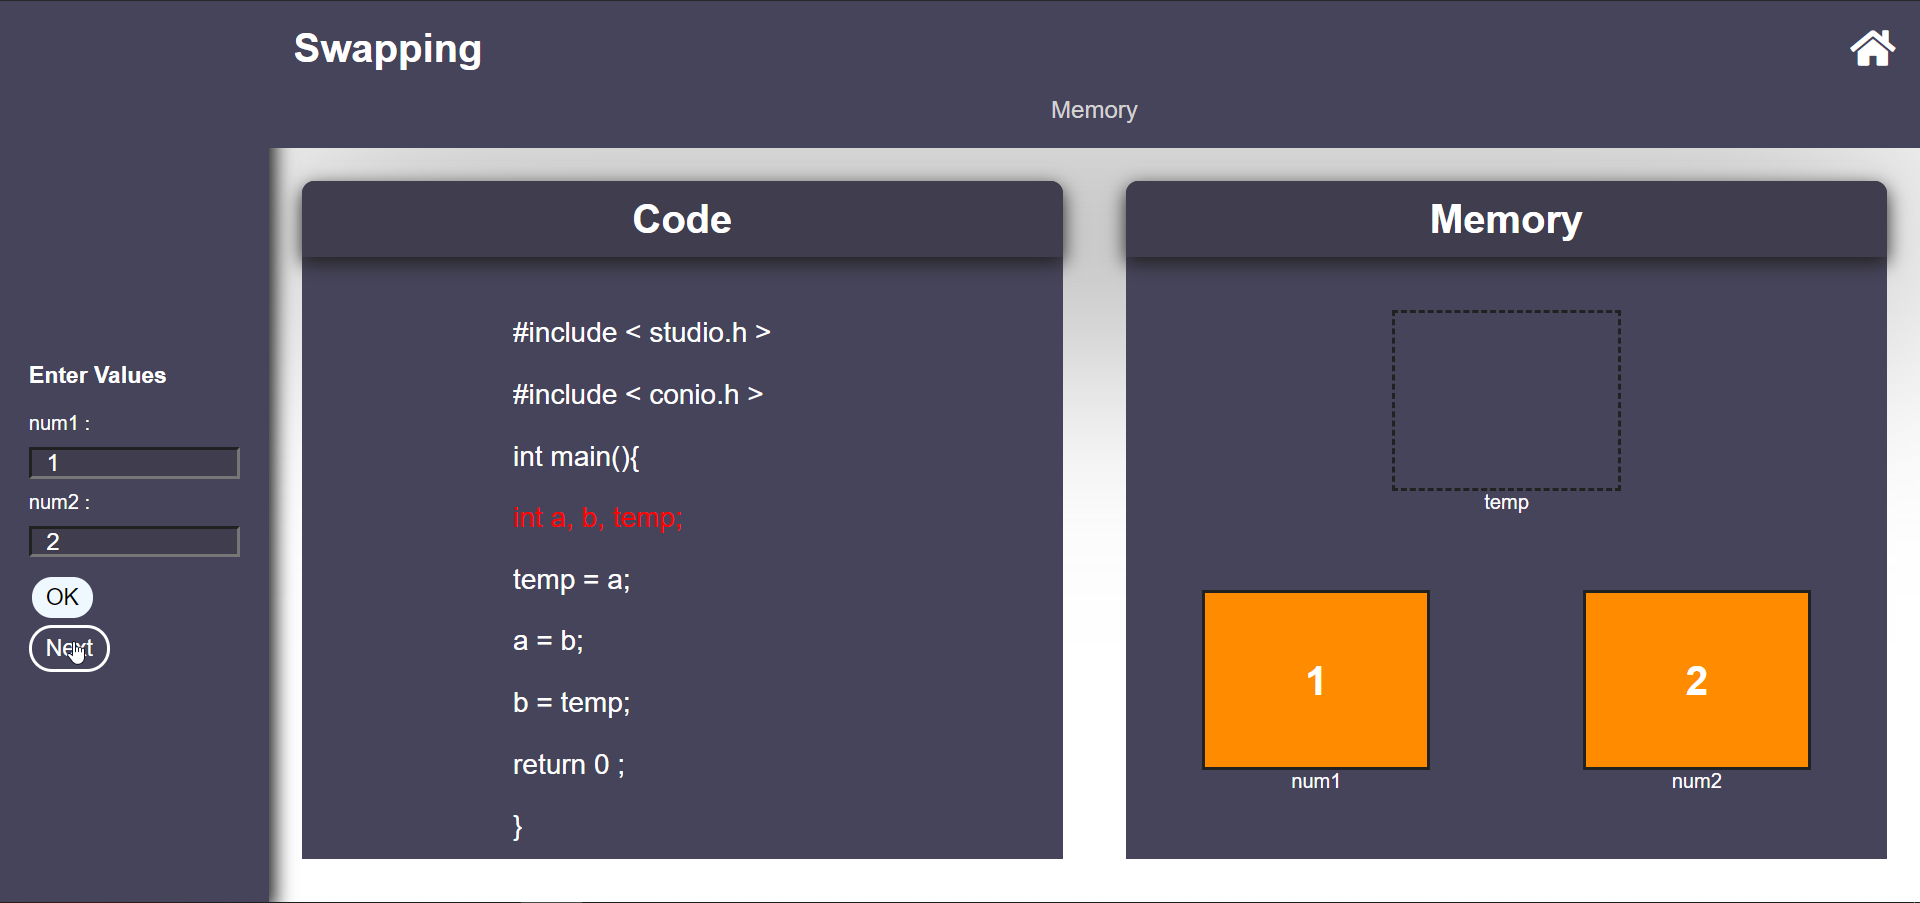 Swapping
Memory
Enter Values
num1 :
1
num2 :
2
OK
Next
Code
#include < studio.h >
#include < conio.h >
int main(){
int a, b, temp;
temp = a;
a = b;
b = temp;
return 0 ;
}
Memory
temp
1
2
num1
num2